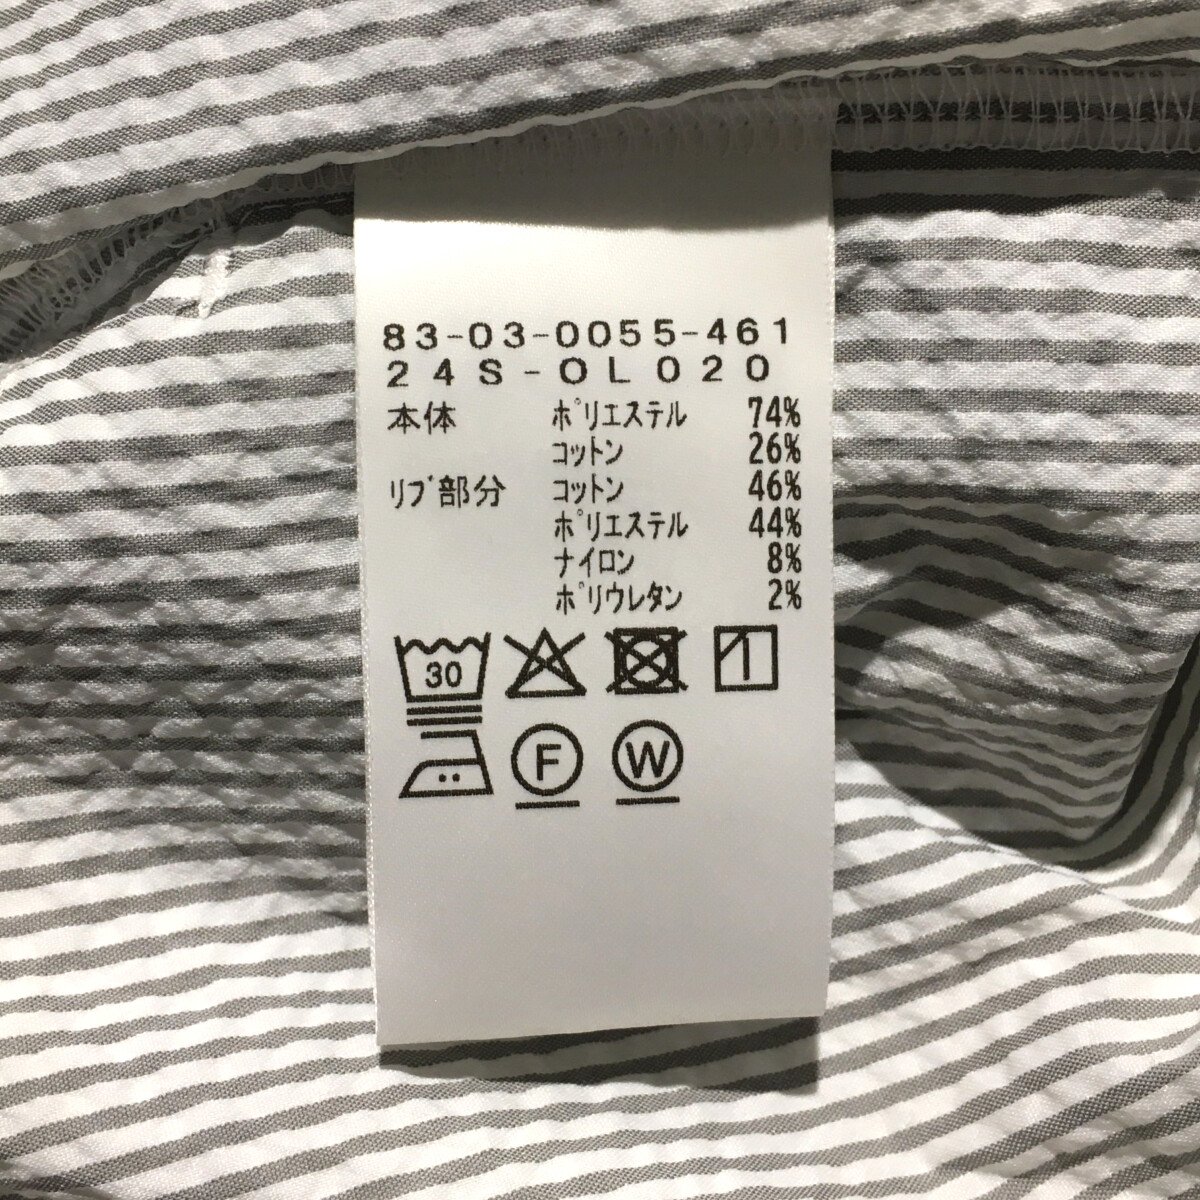 83-03-0055-461
24S-OL020
本体 ﾎﾟﾘｴｽﾃﾙ 74%
ｺｯﾄﾝ 26%
ﾘﾌﾞ部分 ｺｯﾄﾝ 46%
ﾎﾟﾘｴｽﾃﾙ 44%
ﾅｲﾛﾝ 8%
ﾎﾟﾘｳﾚﾀﾝ 2%
30
F W